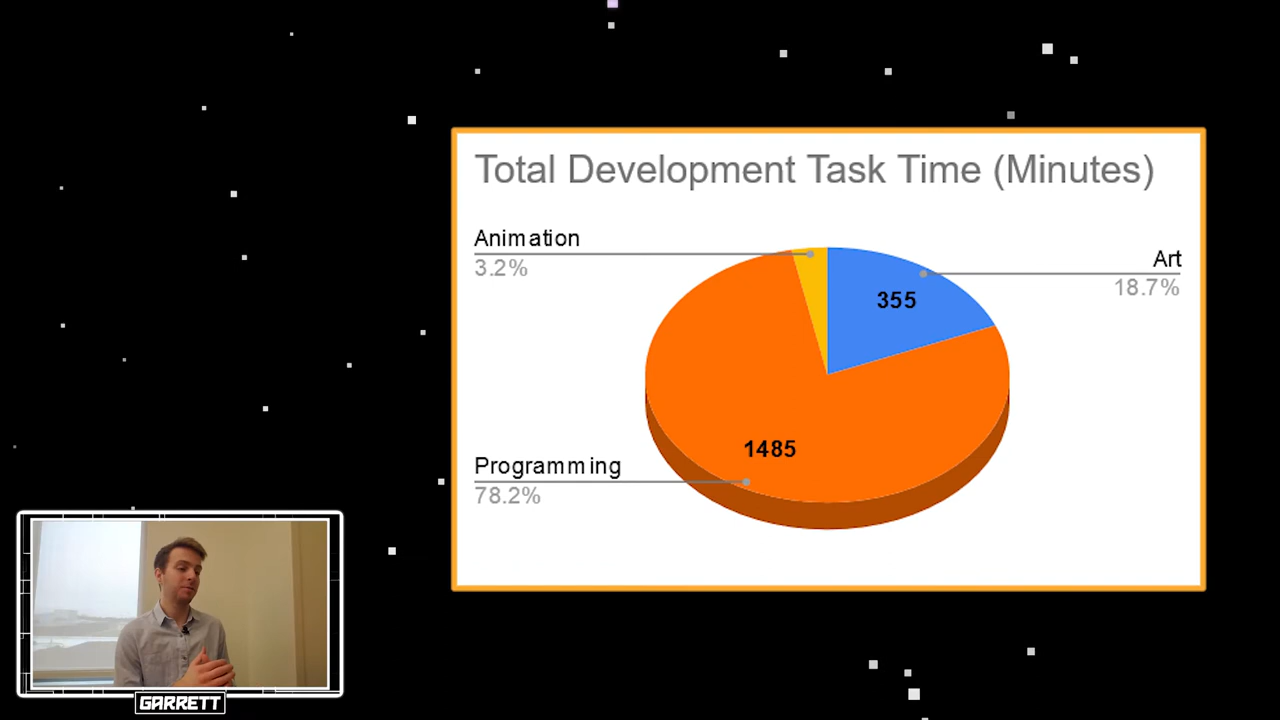 Total Development Task Time (Minutes)
Animation
3.2%
Art
18.7%
355
1485
Programming
78.2%
GARRETT